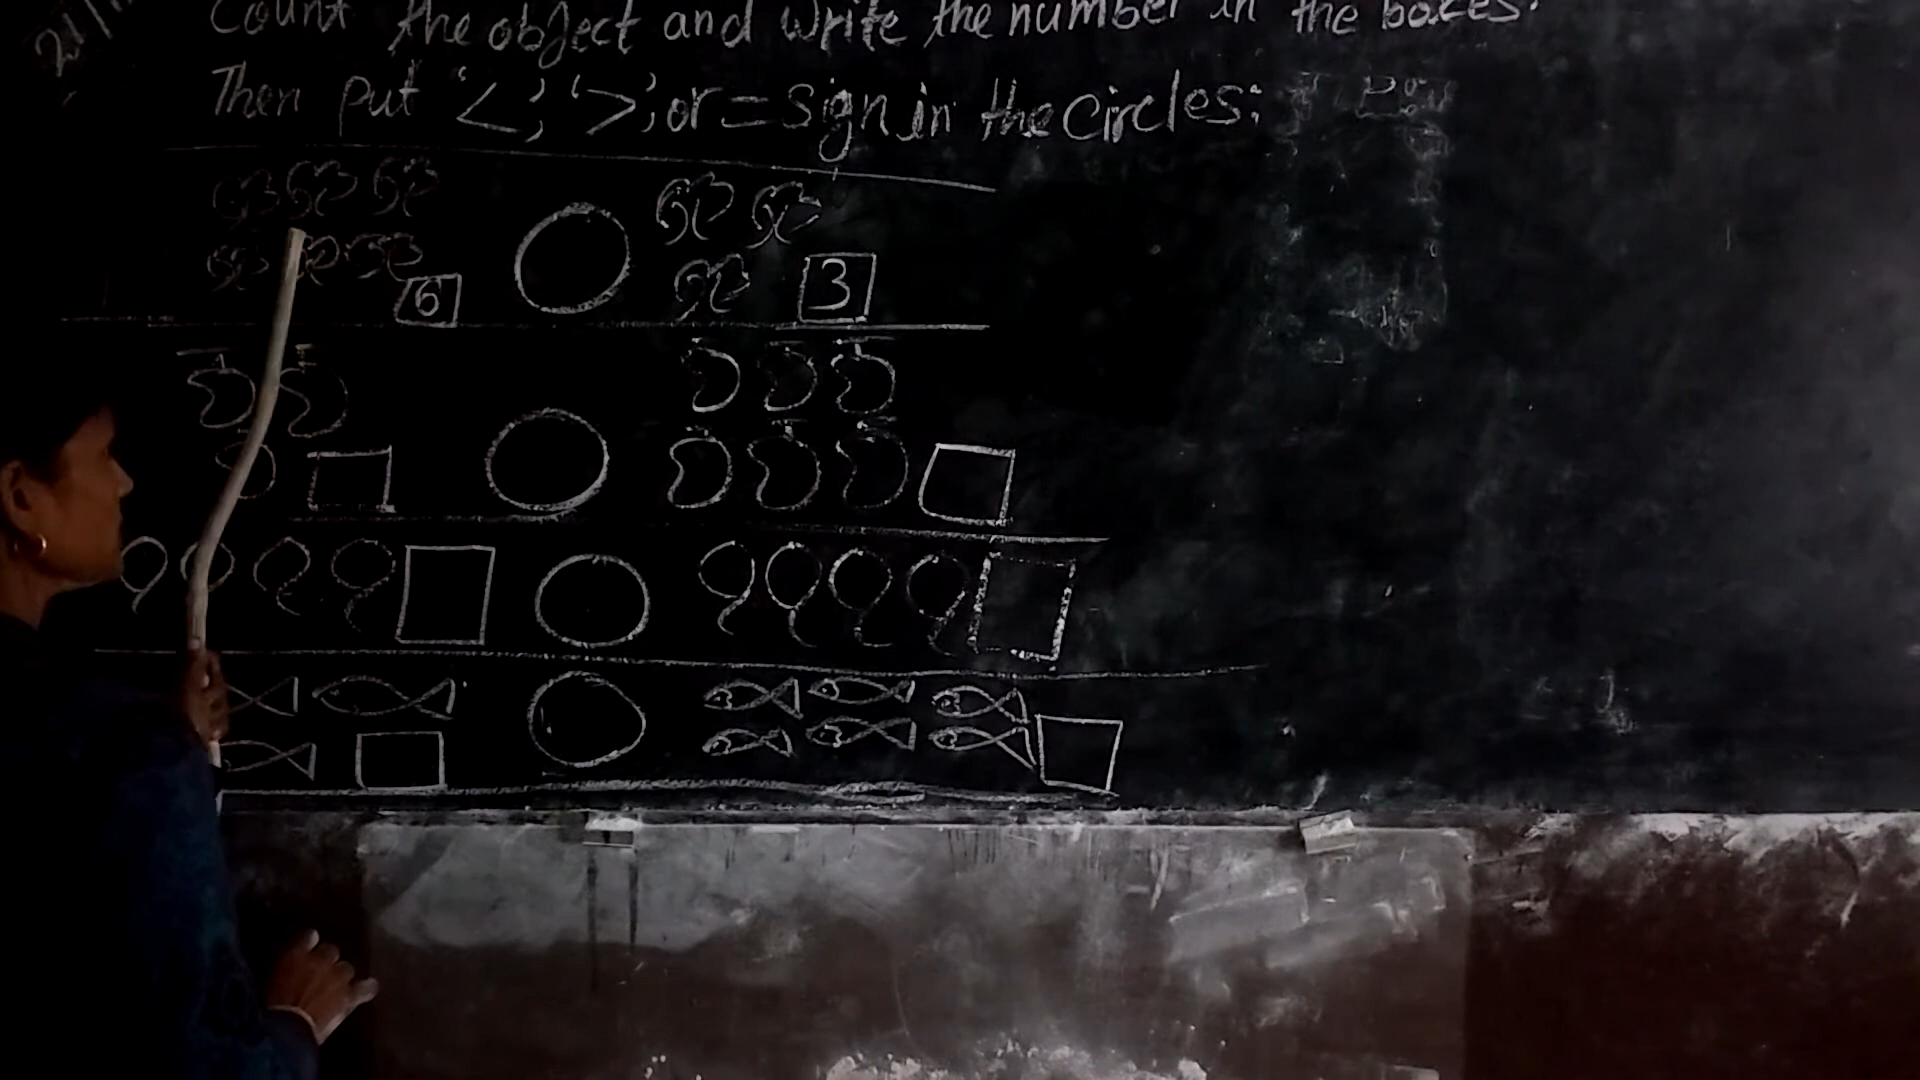 Count the object and write the number in the boxes.
Then put '<', '>', or = sign in the circles:
6 3